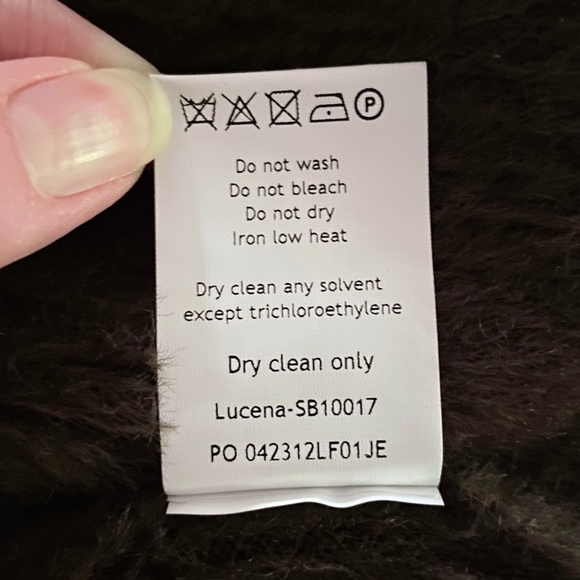 P
Do not wash
Do not bleach
Do not dry
Iron low heat
Dry clean any solvent
except trichloroethylene
Dry clean only
Lucena-SB10017
PO 042312LF01JE